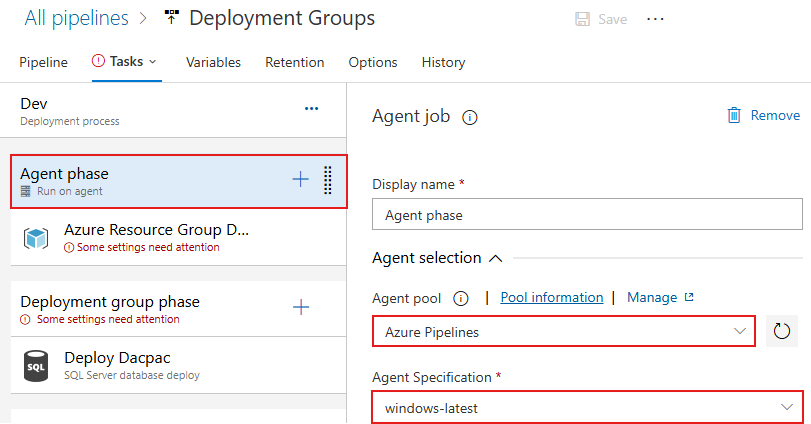 All pipelines > Deployment Groups
Save ...
Pipeline Tasks Variables Retention Options History
Dev
Deployment process
Agent phase
Run on agent
Azure Resource Group D...
Some settings need attention
Deployment group phase
Some settings need attention
SQL
Deploy Dacpac
SQL Server database deploy
Agent job
Remove
Display name *
Agent phase
Agent selection
Agent pool | Pool information | Manage
Azure Pipelines
Agent Specification *
windows-latest